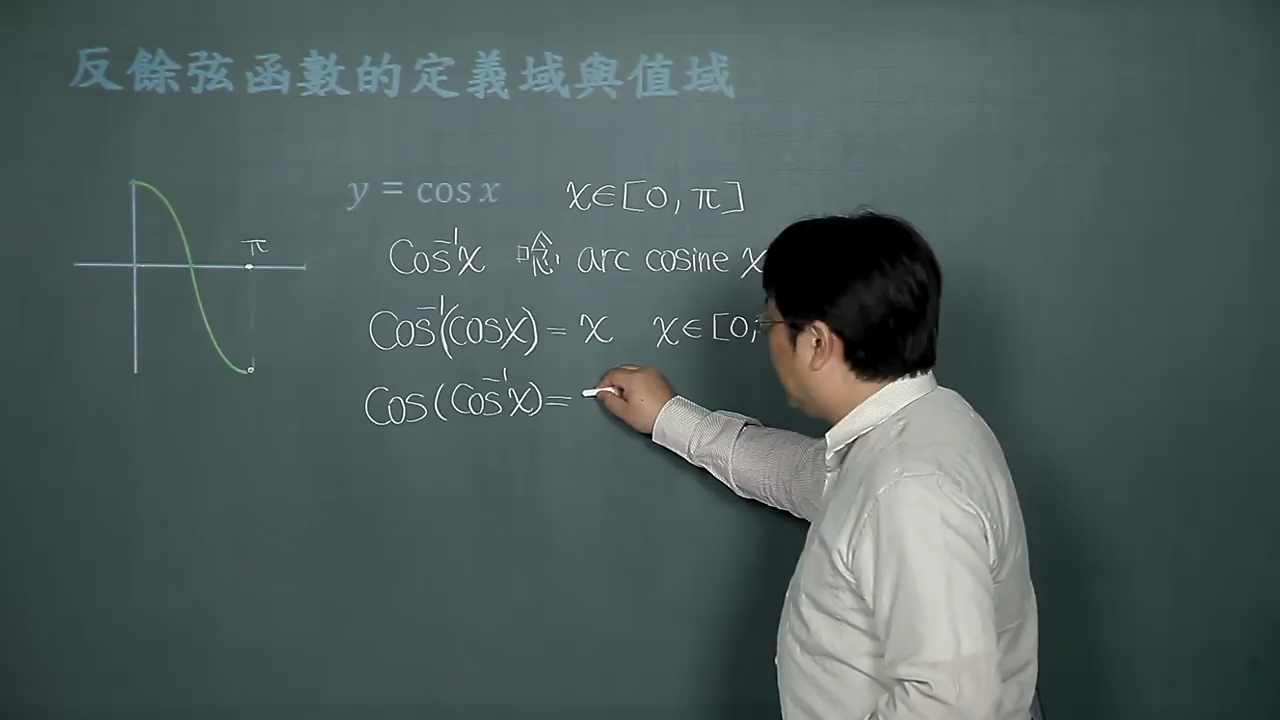 反餘弦函數的定義域與值域
π
y = cos x x∈[0, π]
Cos⁻¹x 唸 arc cosine x
Cos⁻¹(cosx) = x x∈[0,
Cos(Cos⁻¹x) =